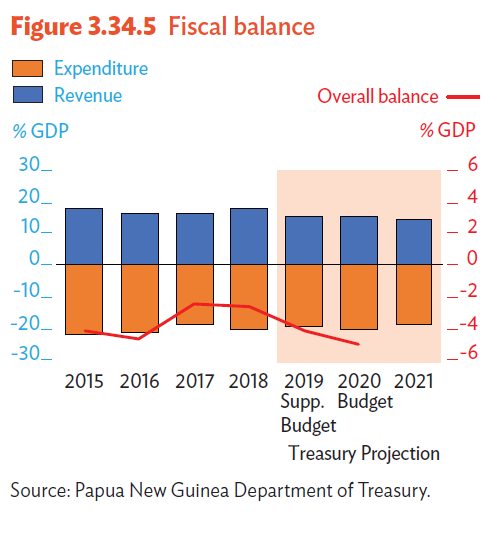 Figure 3.34.5 Fiscal balance
Expenditure
Revenue
Overall balance
% GDP
% GDP
30
20
10
0
-10
-20
-30
6
4
2
0
-2
-4
-6
2015 2016 2017 2018 2019 2020 2021
Supp. Budget
Budget
Treasury Projection
Source: Papua New Guinea Department of Treasury.